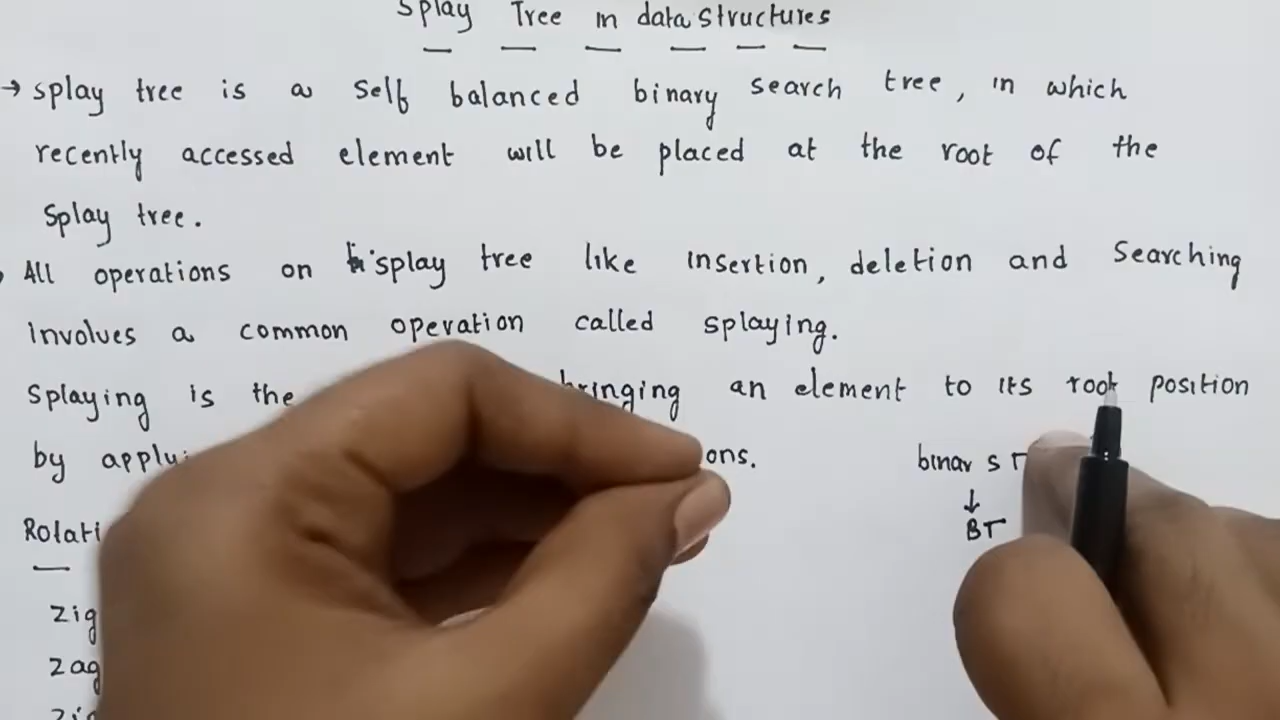 Splay Tree in data structures
→ splay tree is a self balanced binary search tree, in which
recently accessed element will be placed at the root of the
splay tree.
All operations on splay tree like insertion, deletion and searching
involves a common operation called splaying.
Splaying is the bringing an element to its root position
by ons.
binar S T
↓
BT
Zig
Zag